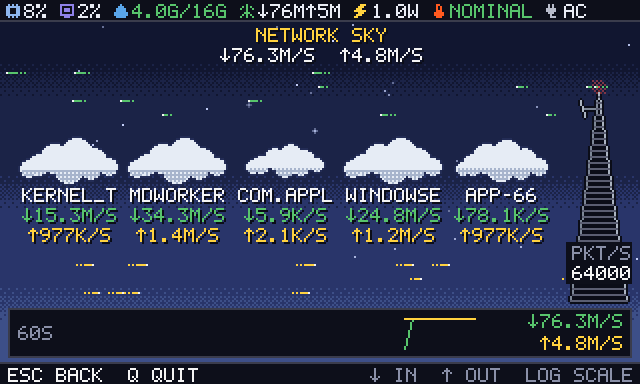 8% 2% 4.0G/16G ↓76M↑5M 1.0W NOMINAL AC
NETWORK SKY
↓76.3M/S ↑4.8M/S
KERNEL_T MDWORKER COM.APPL WINDOWSE APP-66
↓15.3M/S ↓34.3M/S ↓5.9K/S ↓24.8M/S ↓78.1K/S
↑977K/S ↑1.4M/S ↑2.1K/S ↑1.2M/S ↑977K/S
PKT/S
64000
60S
↓76.3M/S
↑4.8M/S
ESC BACK Q QUIT ↓ IN ↑ OUT LOG SCALE